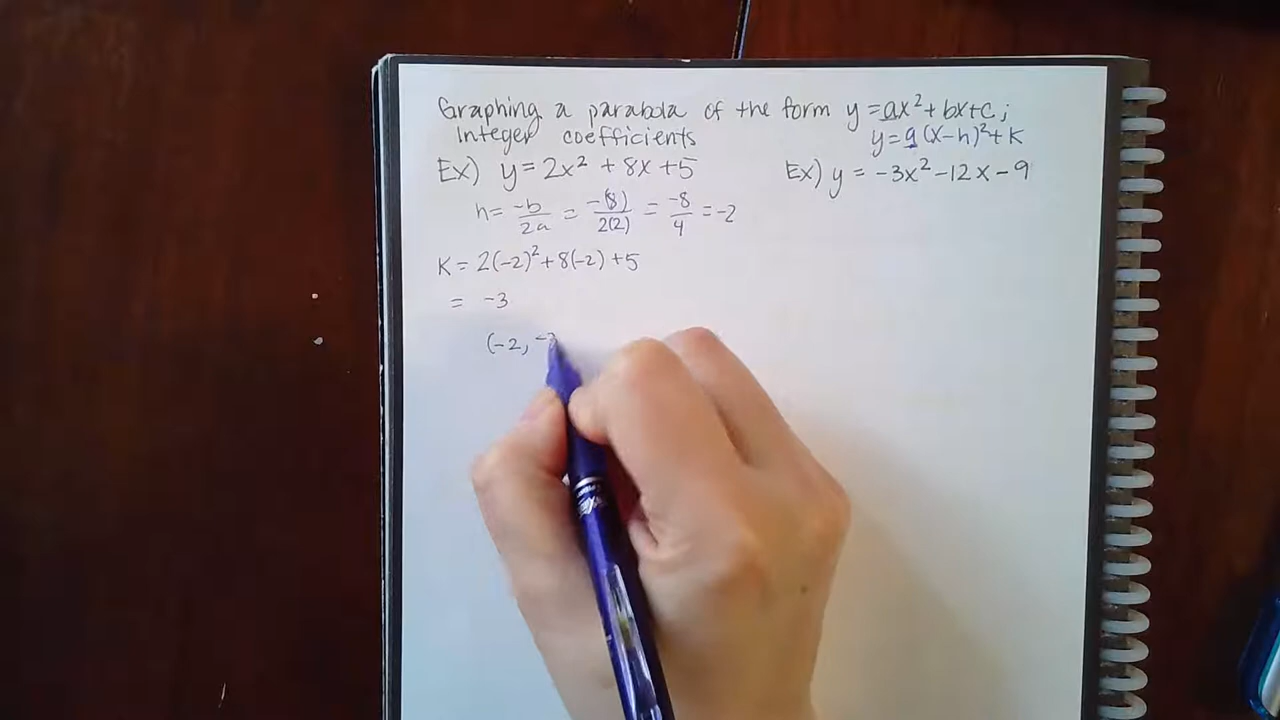 Graphing a parabola of the form y = ax² + bx + c;
Integer coefficients
y = a(x-h)² + k
Ex) y = 2x² + 8x + 5
h = -b/2a = -(8)/2(2) = -8/4 = -2
K = 2(-2)² + 8(-2) + 5
= -3
(-2, -3
Ex) y = -3x² - 12x - 9